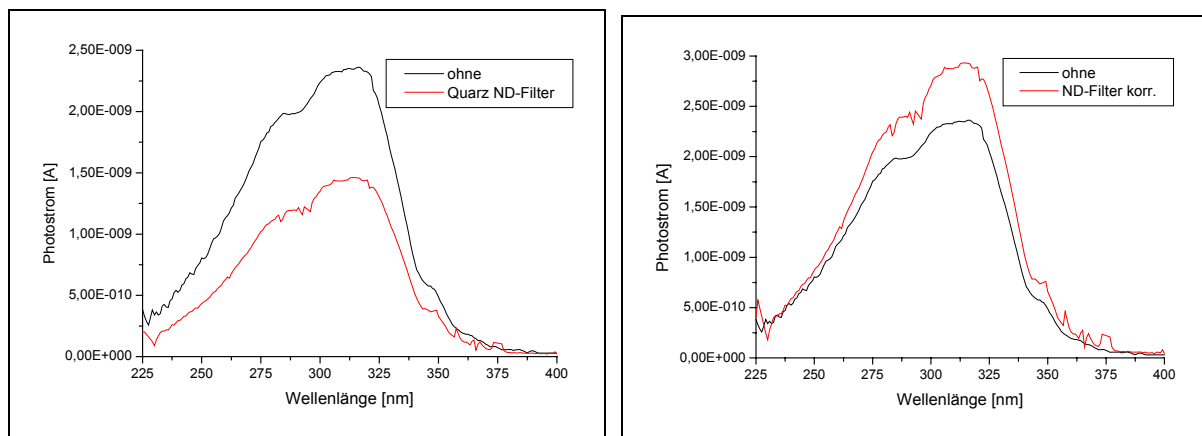 2,50E-009
2,00E-009
1,50E-009
1,00E-009
5,00E-010
0,00E+000
Photostrom [A]
ohne
Quarz ND-Filter
225 250 275 300 325 350 375 400
Wellenlänge [nm]
3,00E-009
2,50E-009
2,00E-009
1,50E-009
1,00E-009
5,00E-010
0,00E+000
Photostrom [A]
ohne
ND-Filter korr.
225 250 275 300 325 350 375 400
Wellenlänge [nm]